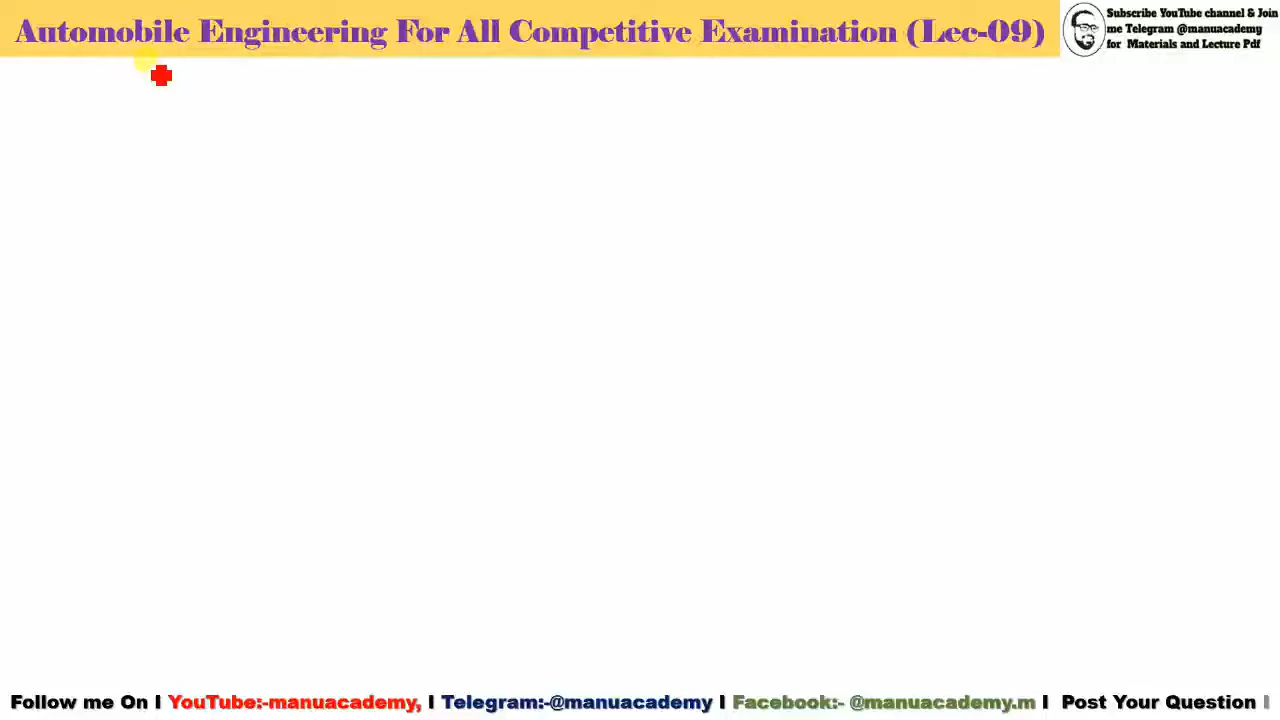 Automobile Engineering For All Competitive Examination (Lec-09)
Subscribe YouTube channel & Join
me Telegram @manuacademy
for Materials and Lecture Pdf
Follow me On I YouTube:-manuacademy, I Telegram:-@manuacademy I Facebook:- @manuacademy.m I Post Your Question I